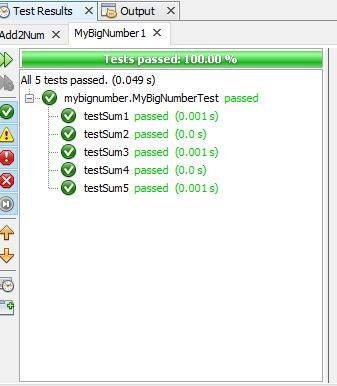 Test Results Output
Add2Num MyBigNumber1
Tests passed: 100.00 %
All 5 tests passed. (0.049 s)
mybignumber.MyBigNumberTest passed
testSum1 passed (0.001 s)
testSum2 passed (0.0 s)
testSum3 passed (0.001 s)
testSum4 passed (0.0 s)
testSum5 passed (0.001 s)